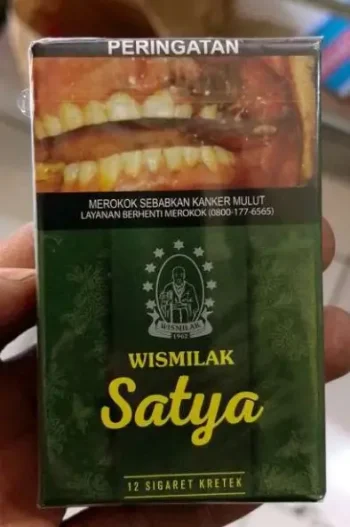 PERINGATAN
MEROKOK SEBABKAN KANKER MULUT
LAYANAN BERHENTI MEROKOK (0800-177-6565)
WISMILAK
1962
WISMILAK
Satya
12 SIGARET KRETEK